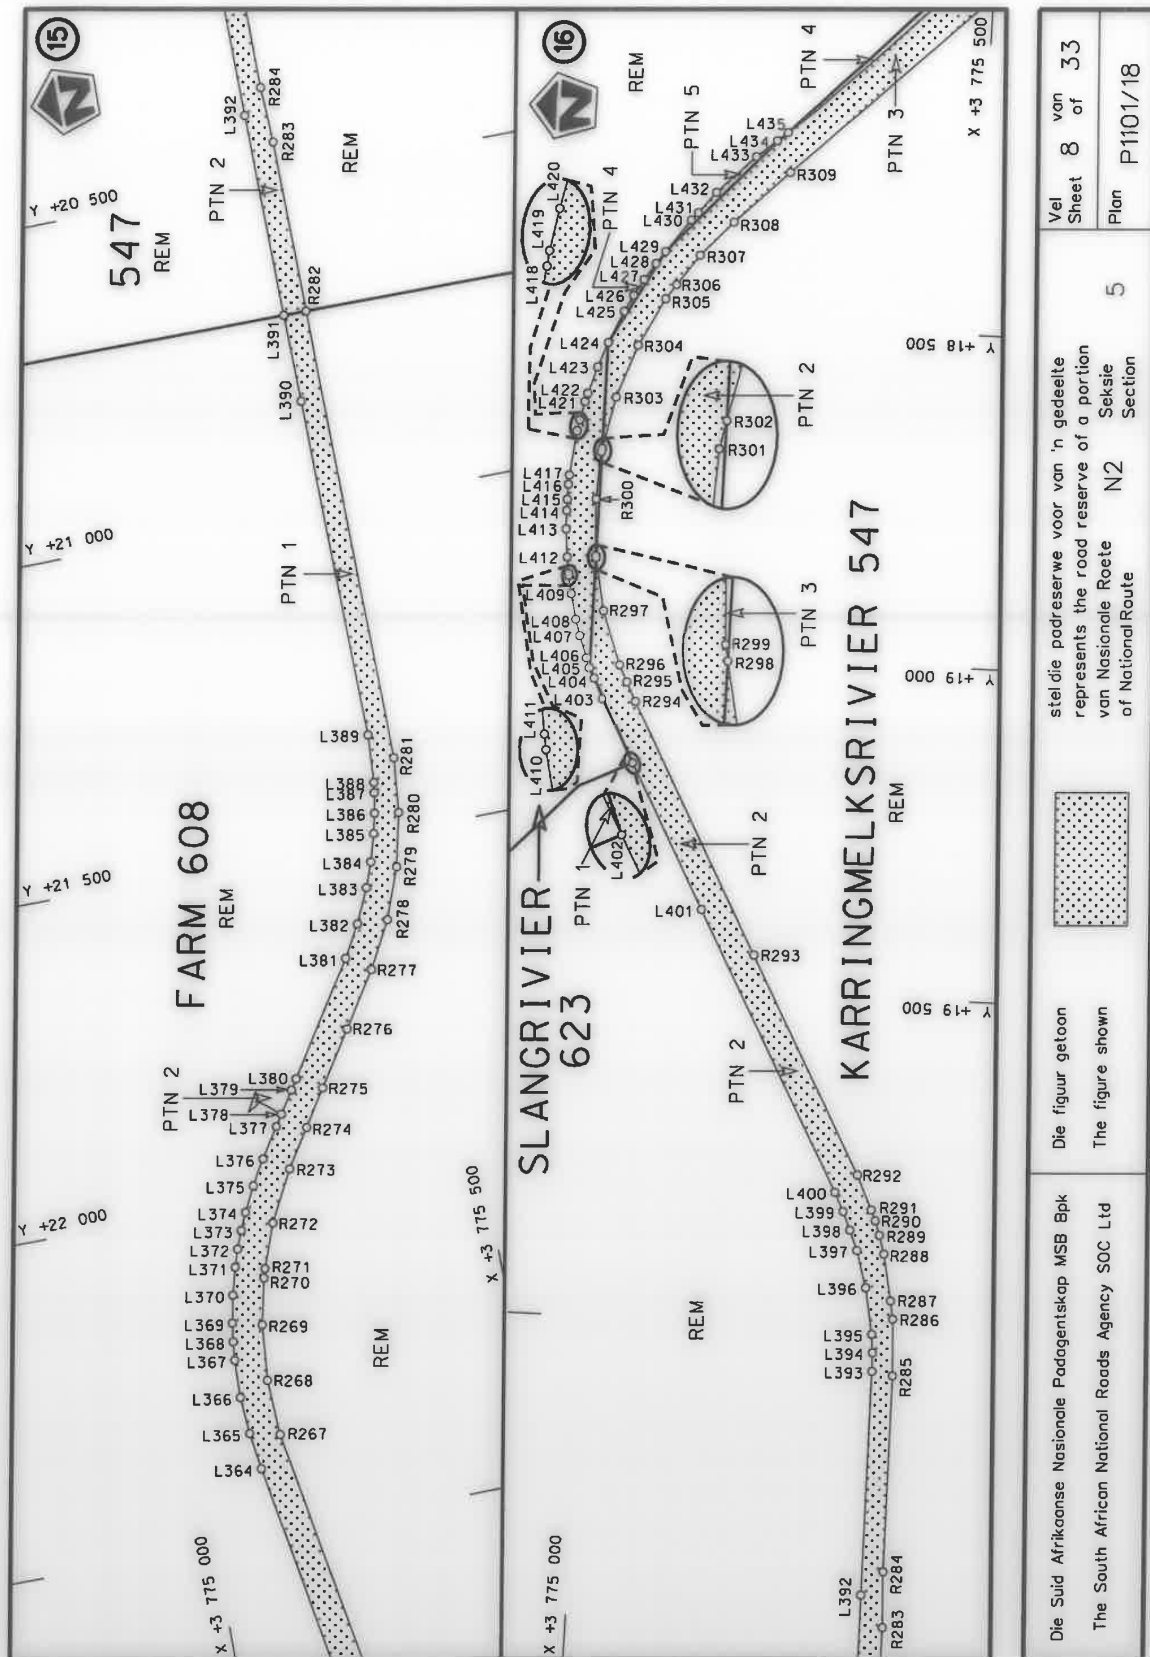 15
N
Y +20 500
547
REM
PTN 2
L392
R284
R283
REM
L391
R282
L390
Y +21 000
PTN 1
L389
R281
L388
L387
L386
R280
L385
L384
R279
L383
R278
L382
L381
R277
FARM 608
REM
Y +21 500
R276
PTN 2
L380
L379
R275
L378
L377
R274
L376
R273
L375
L374
R272
L373
L372
L371
R271
R270
L370
L369
R269
L368
L367
R268
L366
L365
R267
L364
Y +22 000
X +3 775 500
REM
X +3 775 000
16
N
REM
PTN 4
PTN 5
X +3 775 500
PTN 3
L435
L434
L433
R309
L432
L431
L430
R308
L429
L428
R307
L427
L426
R306
L425
R305
L424
R304
L423
L422
R303
L421
L420
L419
L418
PTN 4
Y +18 500
PTN 2
R302
R301
L417
L416
L415
R300
L414
L413
L412
L409
L408
R297
L407
L406
L405
R296
L404
R295
L403
R294
PTN 3
R299
R298
Y +19 000
L411
L410
L402
PTN 1
SLANGRIVIER
623
PTN 2
KARRINGMELKSRIVIER 547
REM
L401
R293
Y +19 500
PTN 2
R292
L400
R291
L399
R290
L398
R289
L397
R288
L396
R287
R286
L395
L394
L393
R285
REM
L392
R284
R283
X +3 775 000
Die Suid Afrikaanse Nasionale Padagentskap MSB Bpk
The South African National Roads Agency SOC Ltd
Die figuur getoon
The figure shown
stel die padreserwe voor van 'n gedeelte
represents the road reserve of a portion
van Nasionale Roete N2 Seksie 5
of National Route Section
Vel 8 van 33
Sheet of
Plan P1101/18